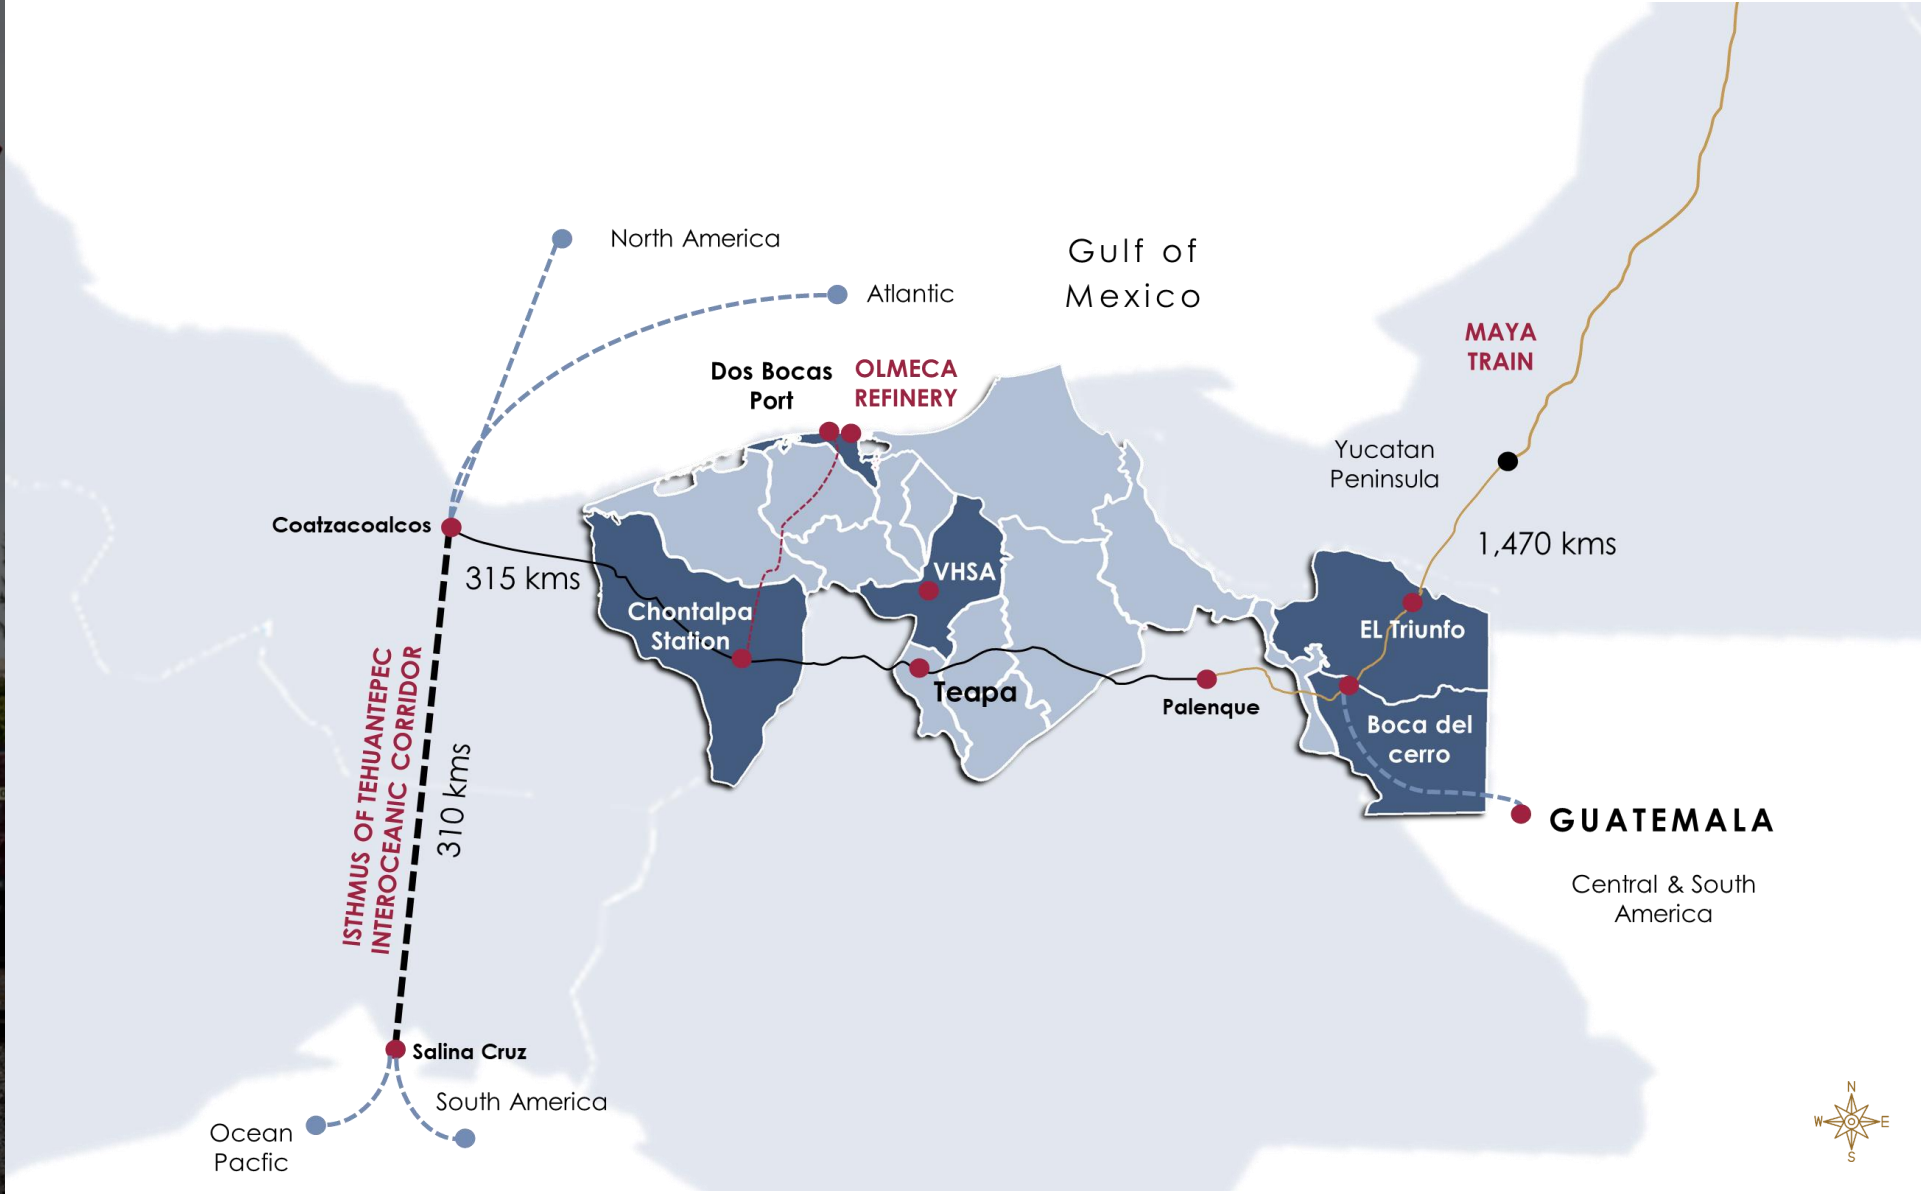 North America
Atlantic
Gulf of
Mexico
Dos Bocas
Port
OLMECA
REFINERY
MAYA
TRAIN
Yucatan
Peninsula
1,470 kms
Coatzacoalcos
315 kms
VHSA
Chontalpa
Station
EL Triunfo
Teapa
Palenque
Boca del
cerro
ISTHMUS OF TEHUANTEPEC
INTEROCEANIC CORRIDOR
310 kms
GUATEMALA
Central & South
America
Salina Cruz
South America
Ocean
Pacfic
N
W
E
S